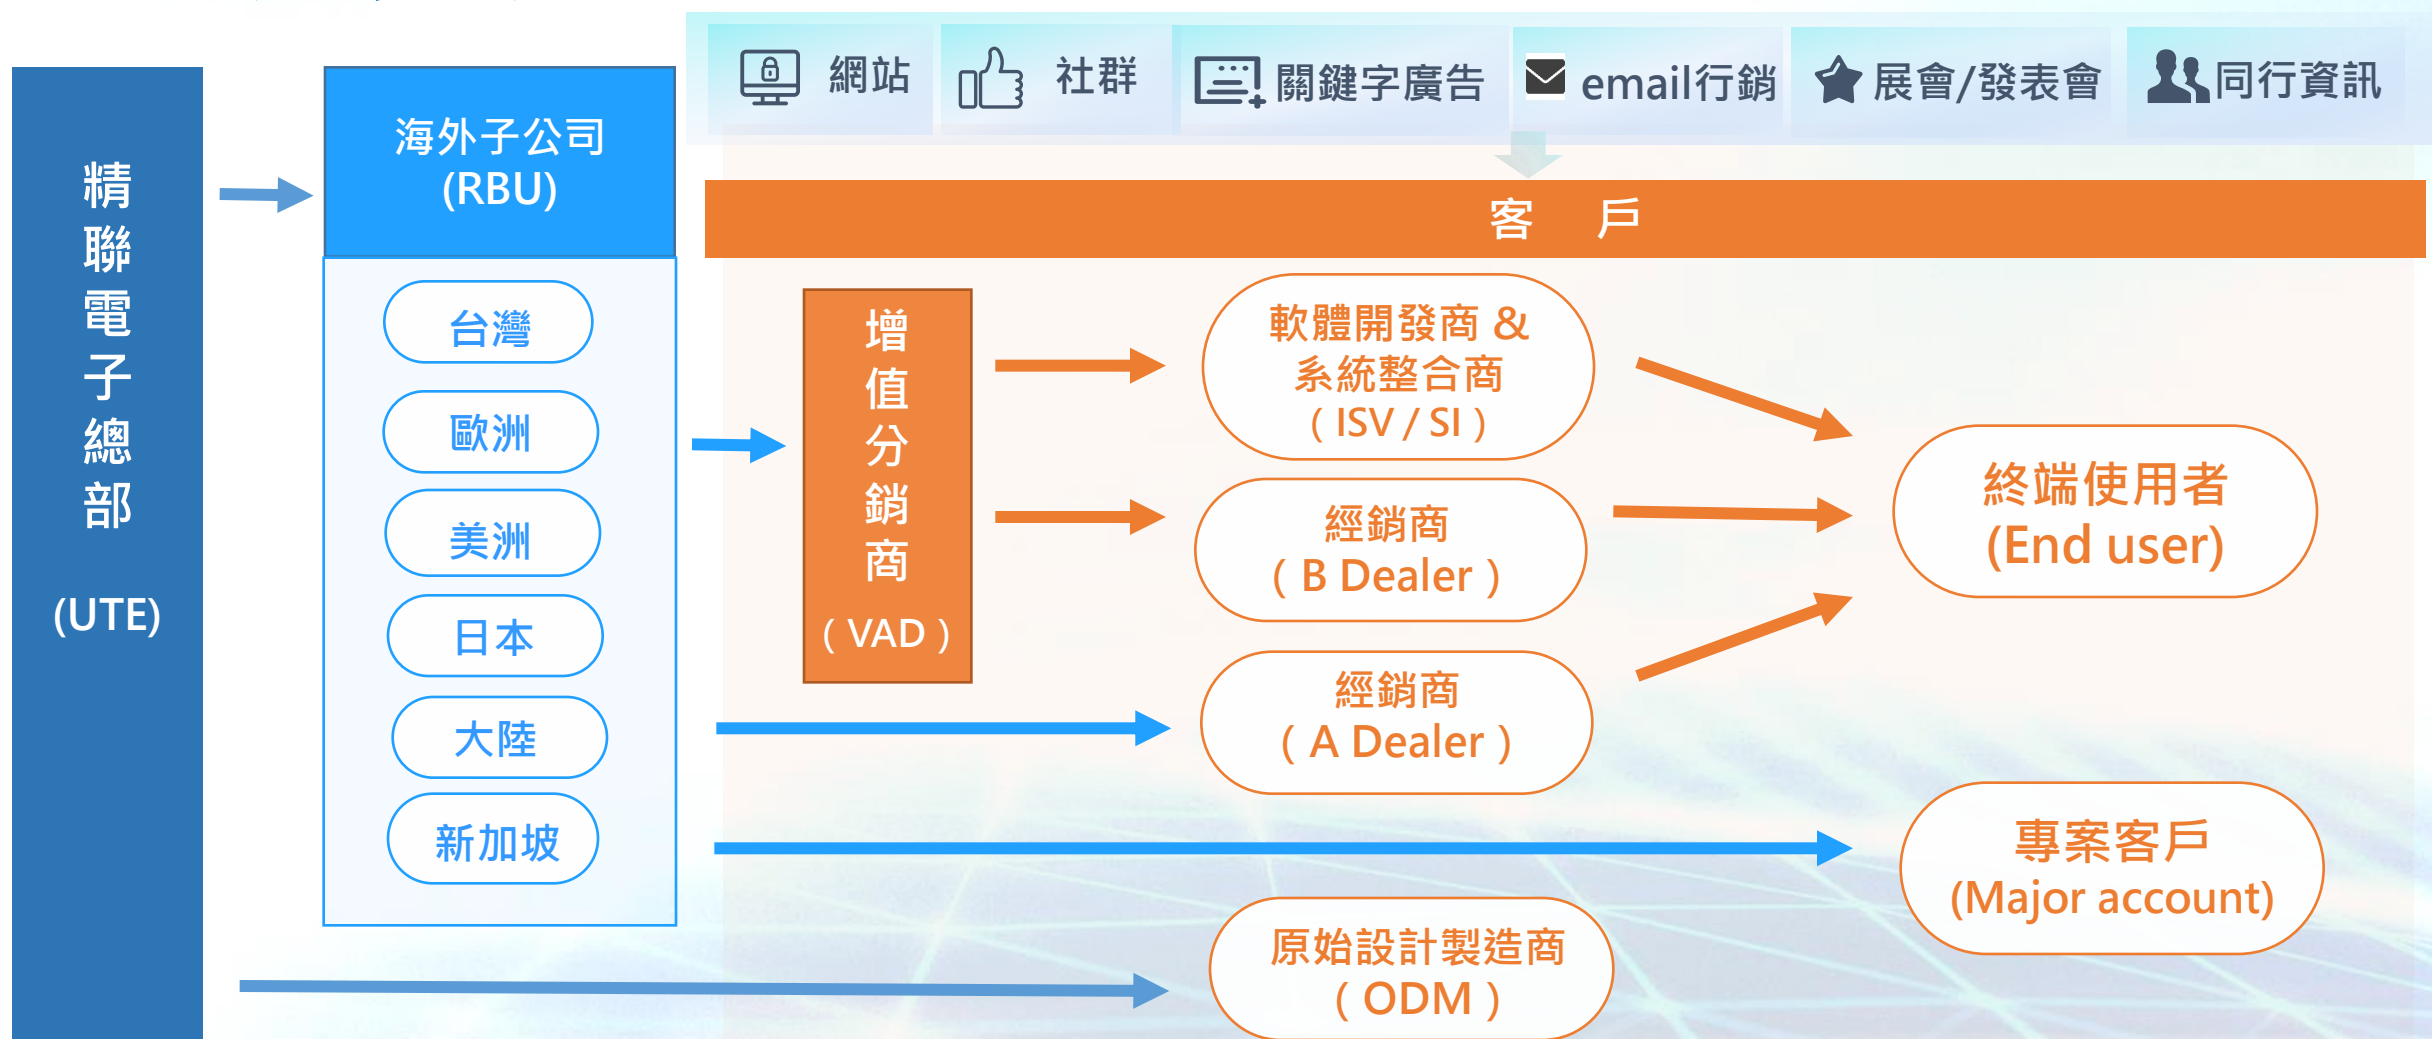 網站
社群
關鍵字廣告
email行銷
展會/發表會
同行資訊
精
聯
電
子
總
部
(UTE)
海外子公司
(RBU)
台灣
歐洲
美洲
日本
大陸
新加坡
客 戶
增
值
分
銷
商
( VAD )
軟體開發商 &
系統整合商
( ISV / SI )
經銷商
( B Dealer )
經銷商
( A Dealer )
原始設計製造商
( ODM )
終端使用者
(End user)
專案客戶
(Major account)